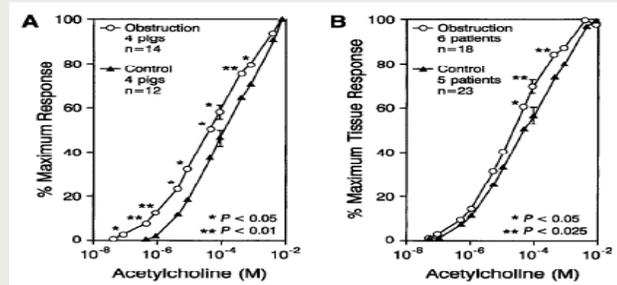 A
B
% Maximum Response
100
80
60
40
20
0
Obstruction
4 pigs
n=14
Control
4 pigs
n=12
*
**
**
*
*
*
*
**
*
* P < 0.05
** P < 0.01
10-8
10-6
10-4
10-2
Acetylcholine (M)
% Maximum Tissue Response
100
80
60
40
20
0
Obstruction
6 patients
n=18
Control
5 patients
n=23
*
**
**
* P < 0.05
** P < 0.025
10-8
10-6
10-4
10-2
Acetylcholine (M)